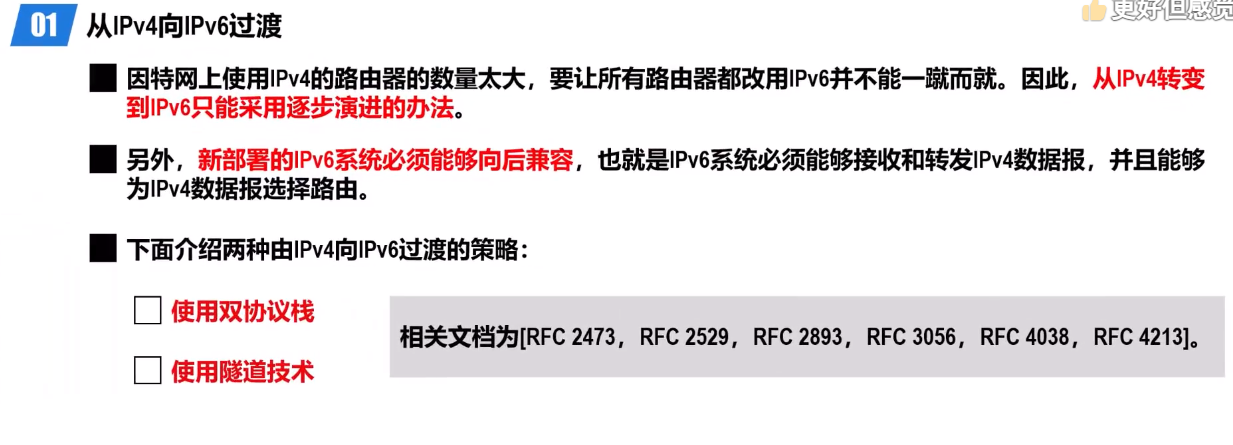 更好但感觉
01 从IPv4向IPv6过渡
因特网上使用IPv4的路由器的数量太大，要让所有路由器都改用IPv6并不能一蹴而就。因此，从IPv4转变
到IPv6只能采用逐步演进的办法。
另外，新部署的IPv6系统必须能够向后兼容，也就是IPv6系统必须能够接收和转发IPv4数据报，并且能够
为IPv4数据报选择路由。
下面介绍两种由IPv4向IPv6过渡的策略：
使用双协议栈
相关文档为[RFC 2473，RFC 2529，RFC 2893，RFC 3056，RFC 4038，RFC 4213]。
使用隧道技术